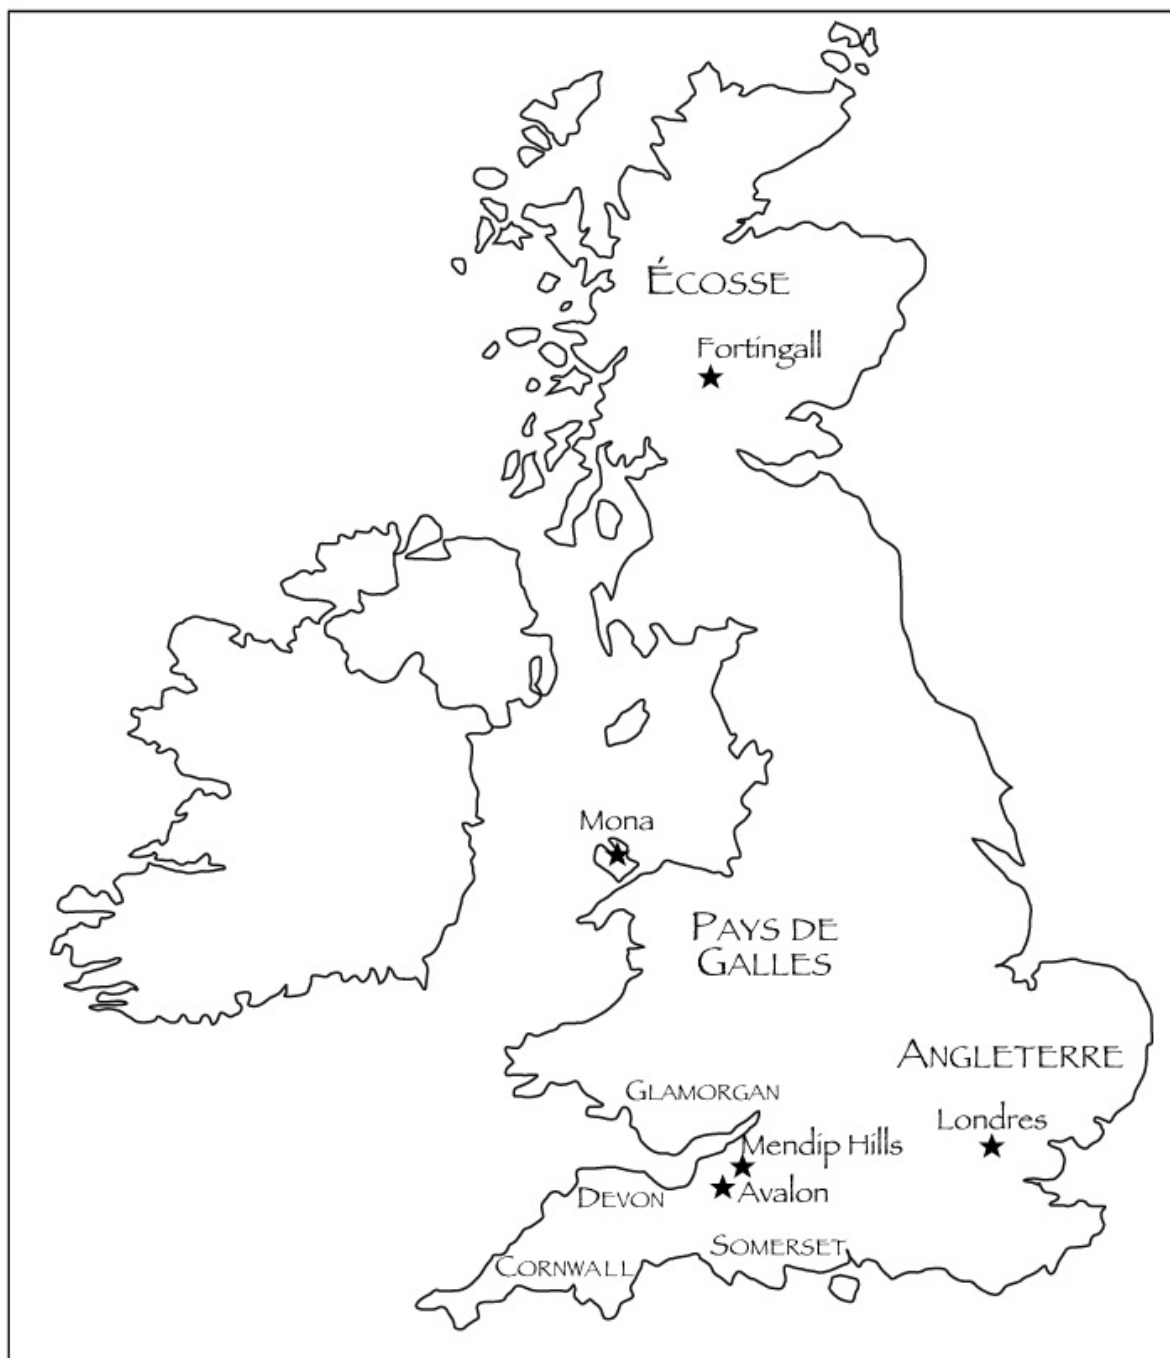 ÉCOSSE
Fortingall
Mona
PAYS DE
GALLES
ANGLETERRE
GLAMORGAN
Londres
Mendip Hills
DEVON
Avalon
SOMERSET
CORNWALL